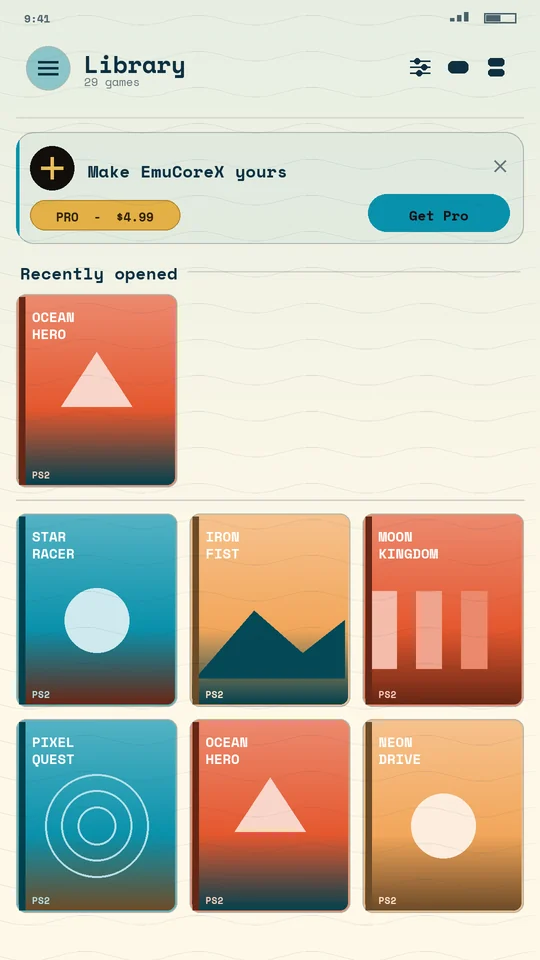 9:41
Library
29 games
Make EmuCoreX yours
PRO - $4.99
Get Pro
Recently opened
OCEAN
HERO
PS2
STAR
RACER
PS2
IRON
FIST
PS2
MOON
KINGDOM
PS2
PIXEL
QUEST
PS2
OCEAN
HERO
PS2
NEON
DRIVE
PS2